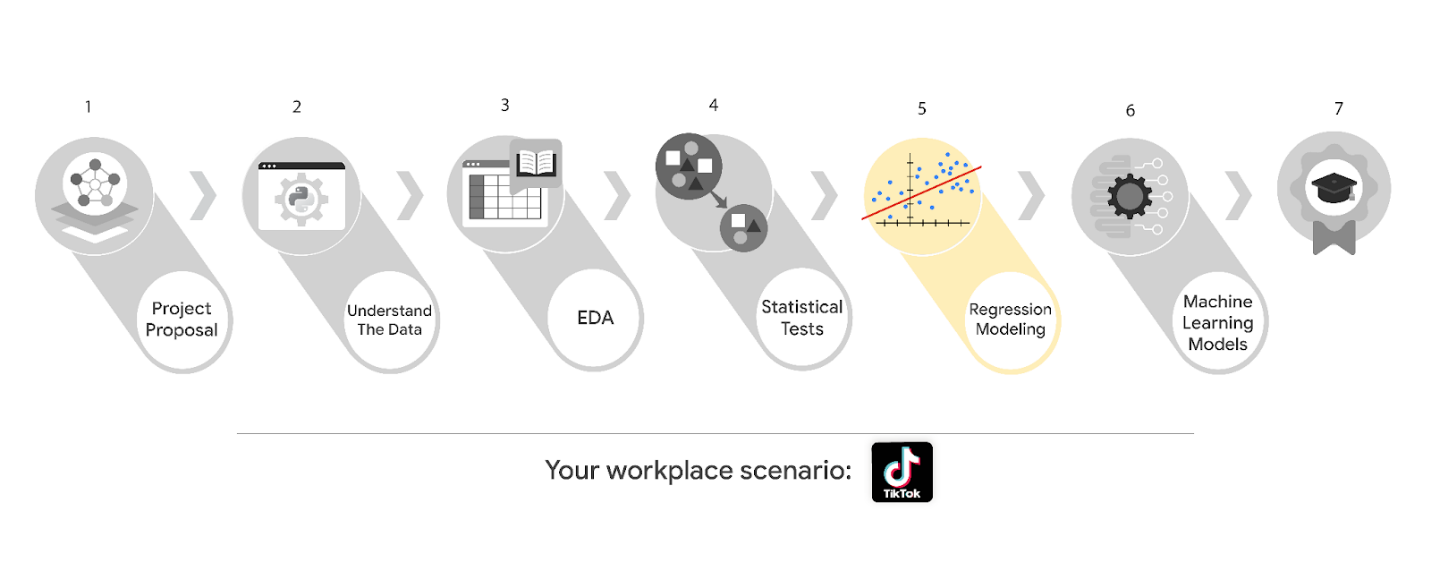 1
2
3
4
5
6
7
Project
Proposal
Understand
The Data
EDA
Statistical
Tests
Regression
Modeling
Machine
Learning
Models
Your workplace scenario:
TikTok